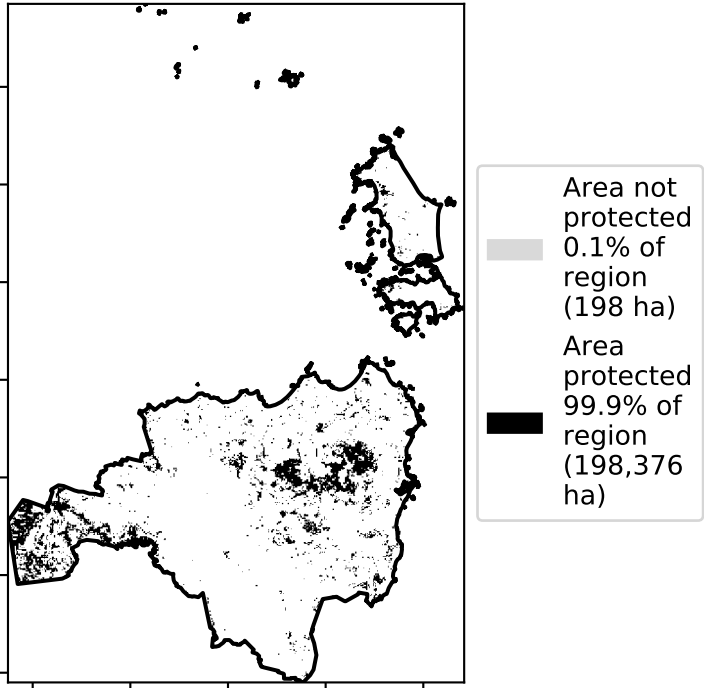 Area not
protected
0.1% of
region
(198 ha)
Area
protected
99.9% of
region
(198,376
ha)